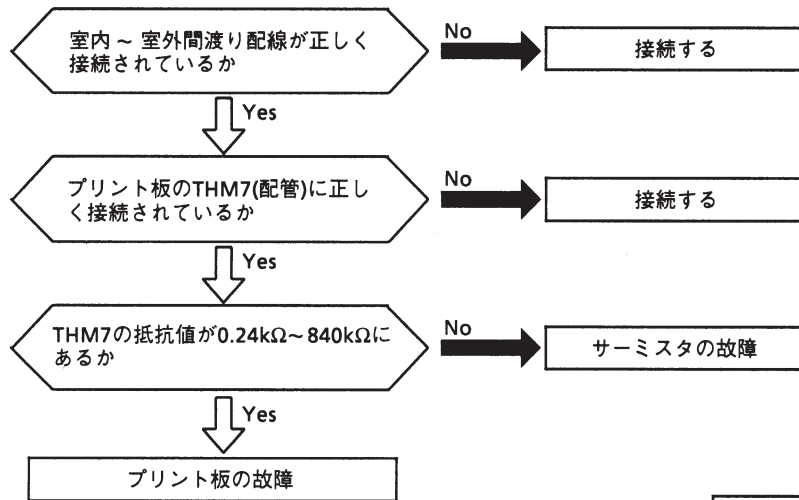 室内 ~ 室外間渡り配線が正しく
接続されているか
No
接続する
Yes
プリント板のTHM7(配管)に正し
く接続されているか
No
接続する
Yes
THM7の抵抗値が0.24kΩ~840kΩに
あるか
No
サーミスタの故障
Yes
プリント板の故障